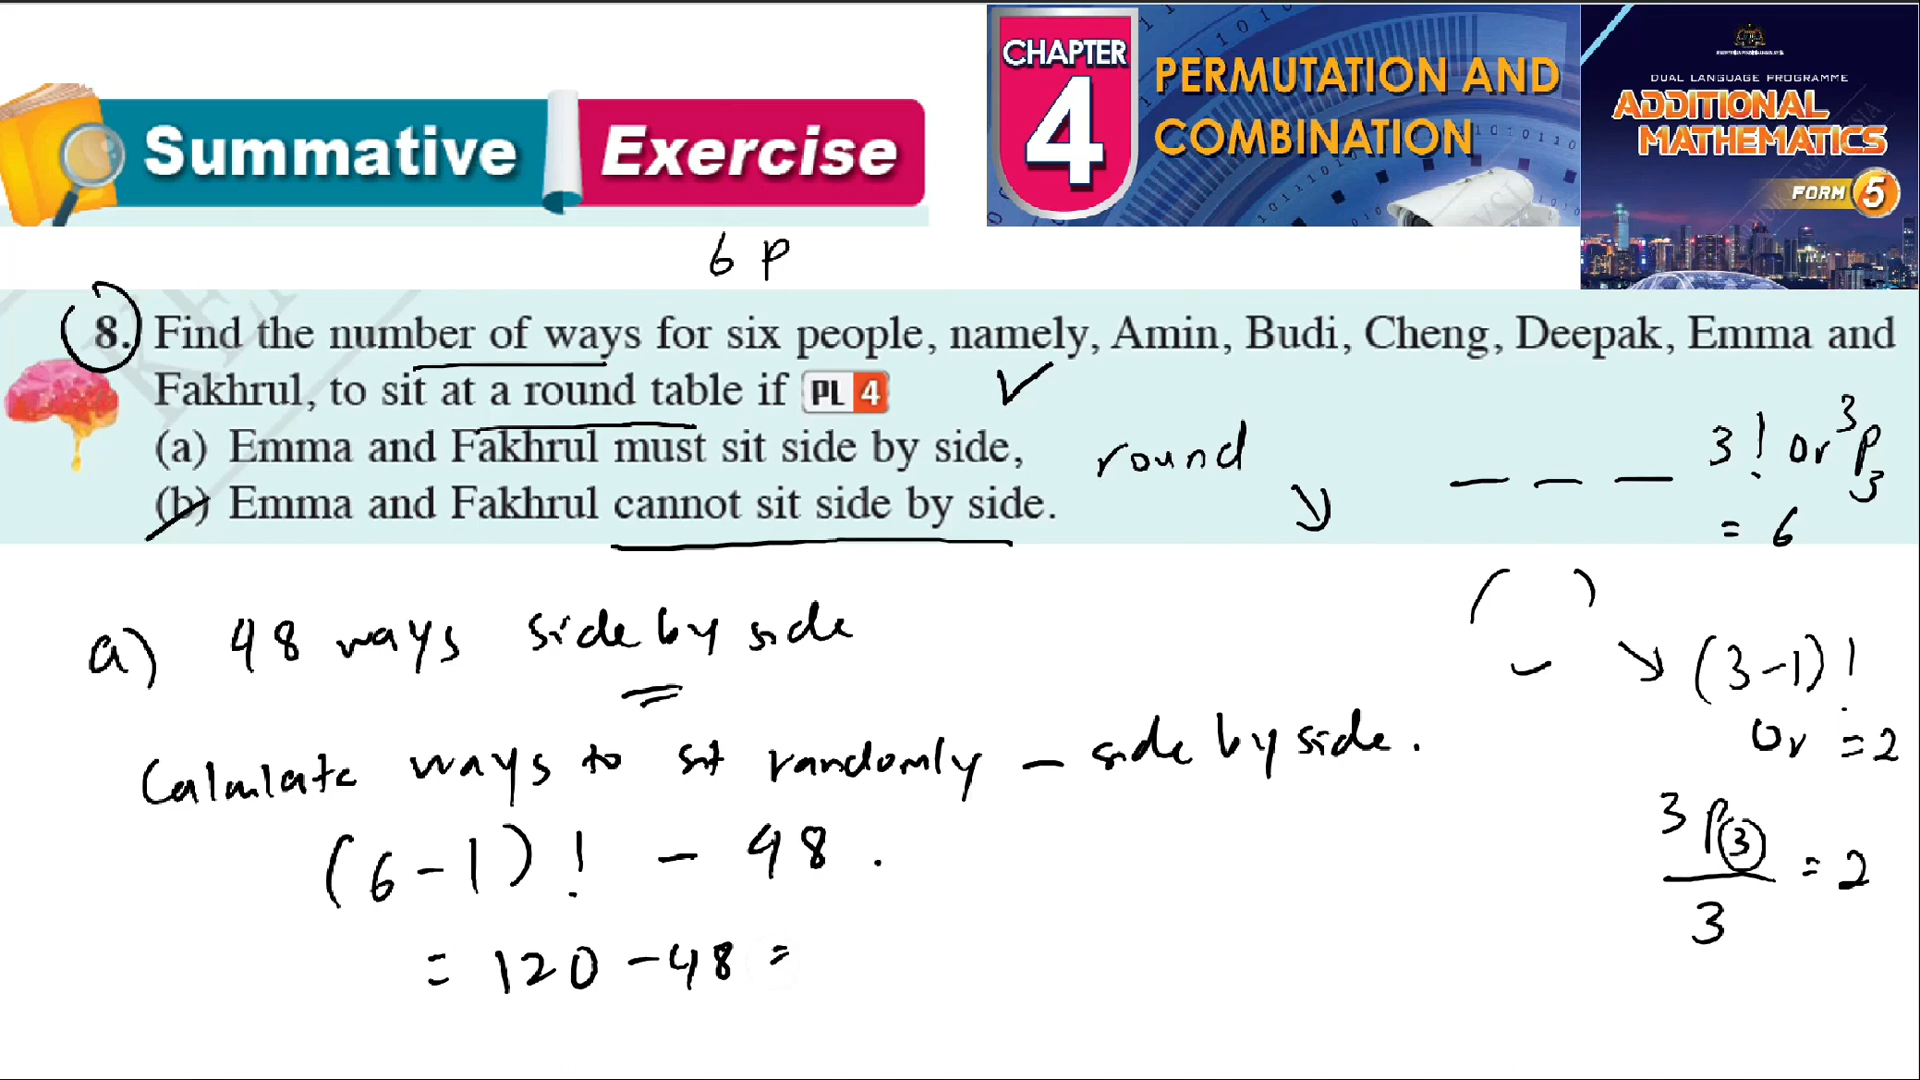 Summative Exercise
CHAPTER 4
PERMUTATION AND COMBINATION
DUAL LANGUAGE PROGRAMME
ADDITIONAL MATHEMATICS
FORM 5
6 P
8. Find the number of ways for six people, namely, Amin, Budi, Cheng, Deepak, Emma and
Fakhrul, to sit at a round table if PL 4
(a) Emma and Fakhrul must sit side by side,
(b) Emma and Fakhrul cannot sit side by side.
round
3! or ³P₃
= 6
(3-1)!
or = 2
³P₃ / 3 = 2
a) 48 ways side by side
Calculate ways to sit randomly - side by side.
(6-1)! - 48.
= 120 - 48 =